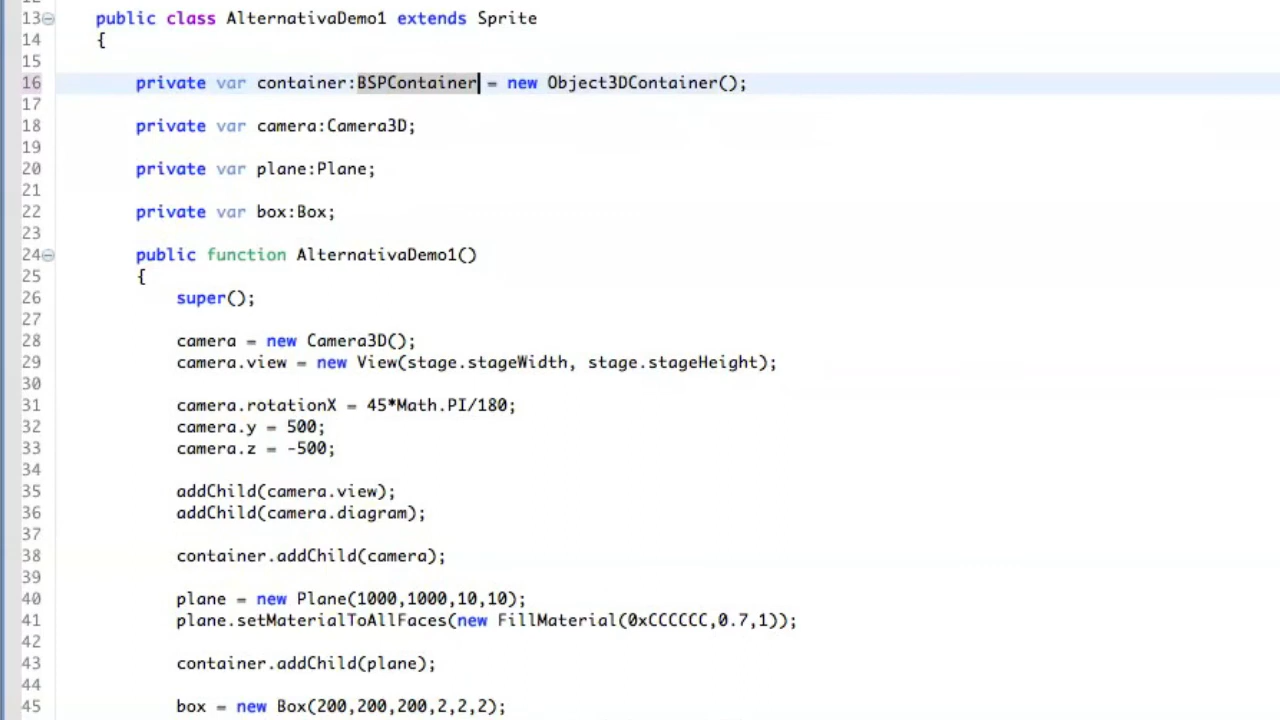 13 public class AlternativaDemo1 extends Sprite
14 {
15
16 private var container:BSPContainer = new Object3DContainer();
17
18 private var camera:Camera3D;
19
20 private var plane:Plane;
21
22 private var box:Box;
23
24 public function AlternativaDemo1()
25 {
26 super();
27
28 camera = new Camera3D();
29 camera.view = new View(stage.stageWidth, stage.stageHeight);
30
31 camera.rotationX = 45*Math.PI/180;
32 camera.y = 500;
33 camera.z = -500;
34
35 addChild(camera.view);
36 addChild(camera.diagram);
37
38 container.addChild(camera);
39
40 plane = new Plane(1000,1000,10,10);
41 plane.setMaterialToAllFaces(new FillMaterial(0xCCCCCC,0.7,1));
42
43 container.addChild(plane);
44
45 box = new Box(200,200,200,2,2,2);